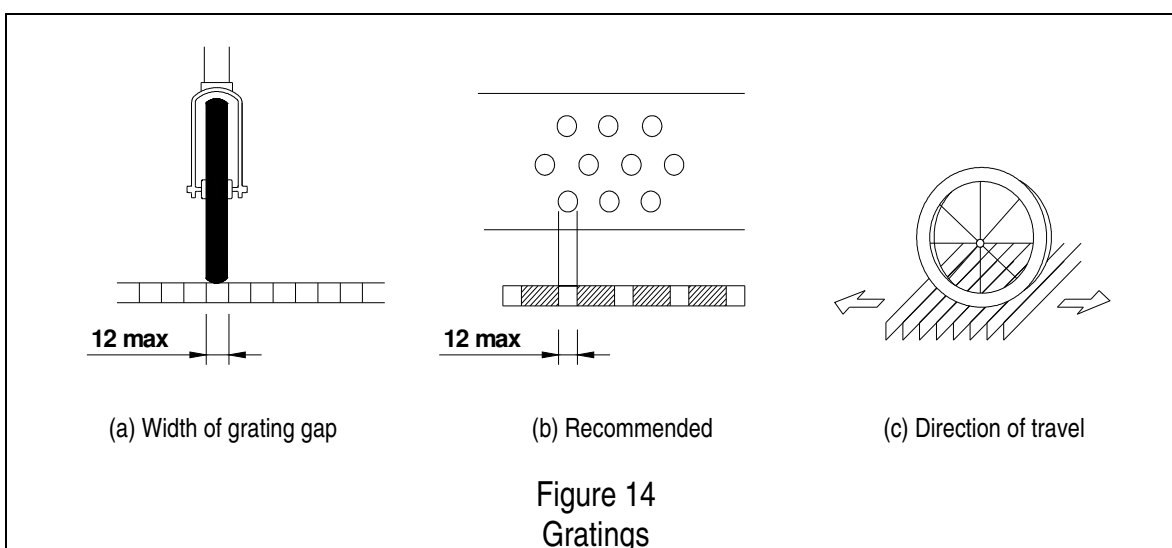 12 max
12 max
(a) Width of grating gap
(b) Recommended
(c) Direction of travel
Figure 14
Gratings